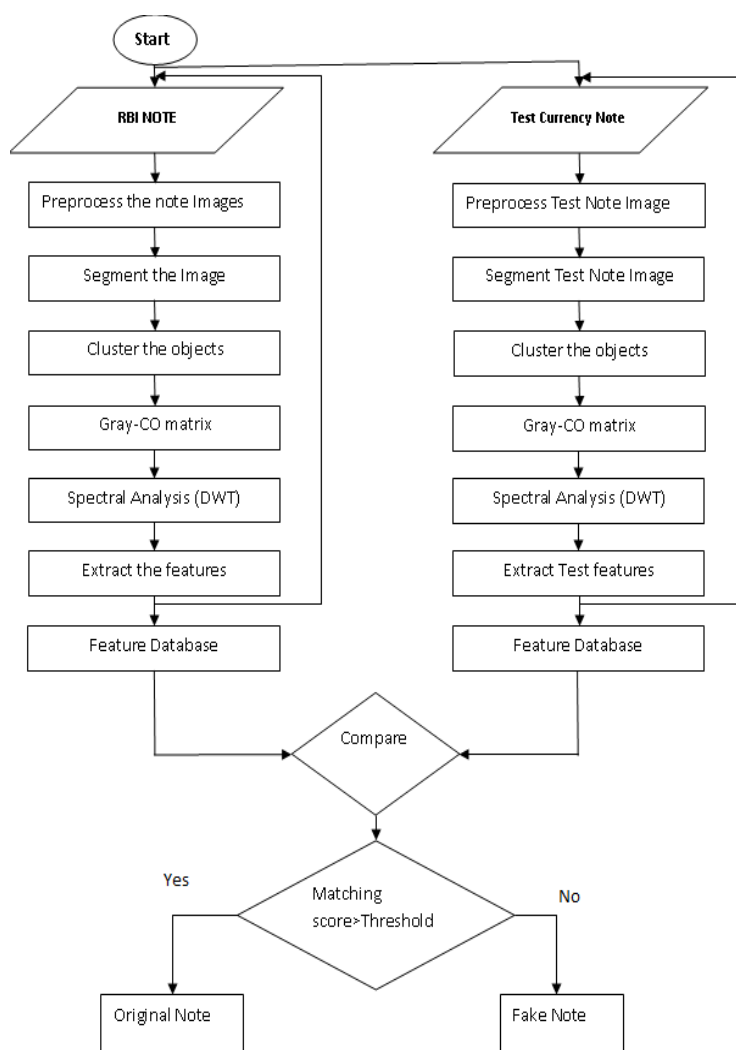 Start
RBI NOTE
Test Currency Note
Preprocess the note Images
Preprocess Test Note Image
Segment the Image
Segment Test Note Image
Cluster the objects
Cluster the objects
Gray-CO matrix
Gray-CO matrix
Spectral Analysis (DWT)
Spectral Analysis (DWT)
Extract the features
Extract Test features
Feature Database
Feature Database
Compare
Yes
Matching
score>Threshold
No
Original Note
Fake Note